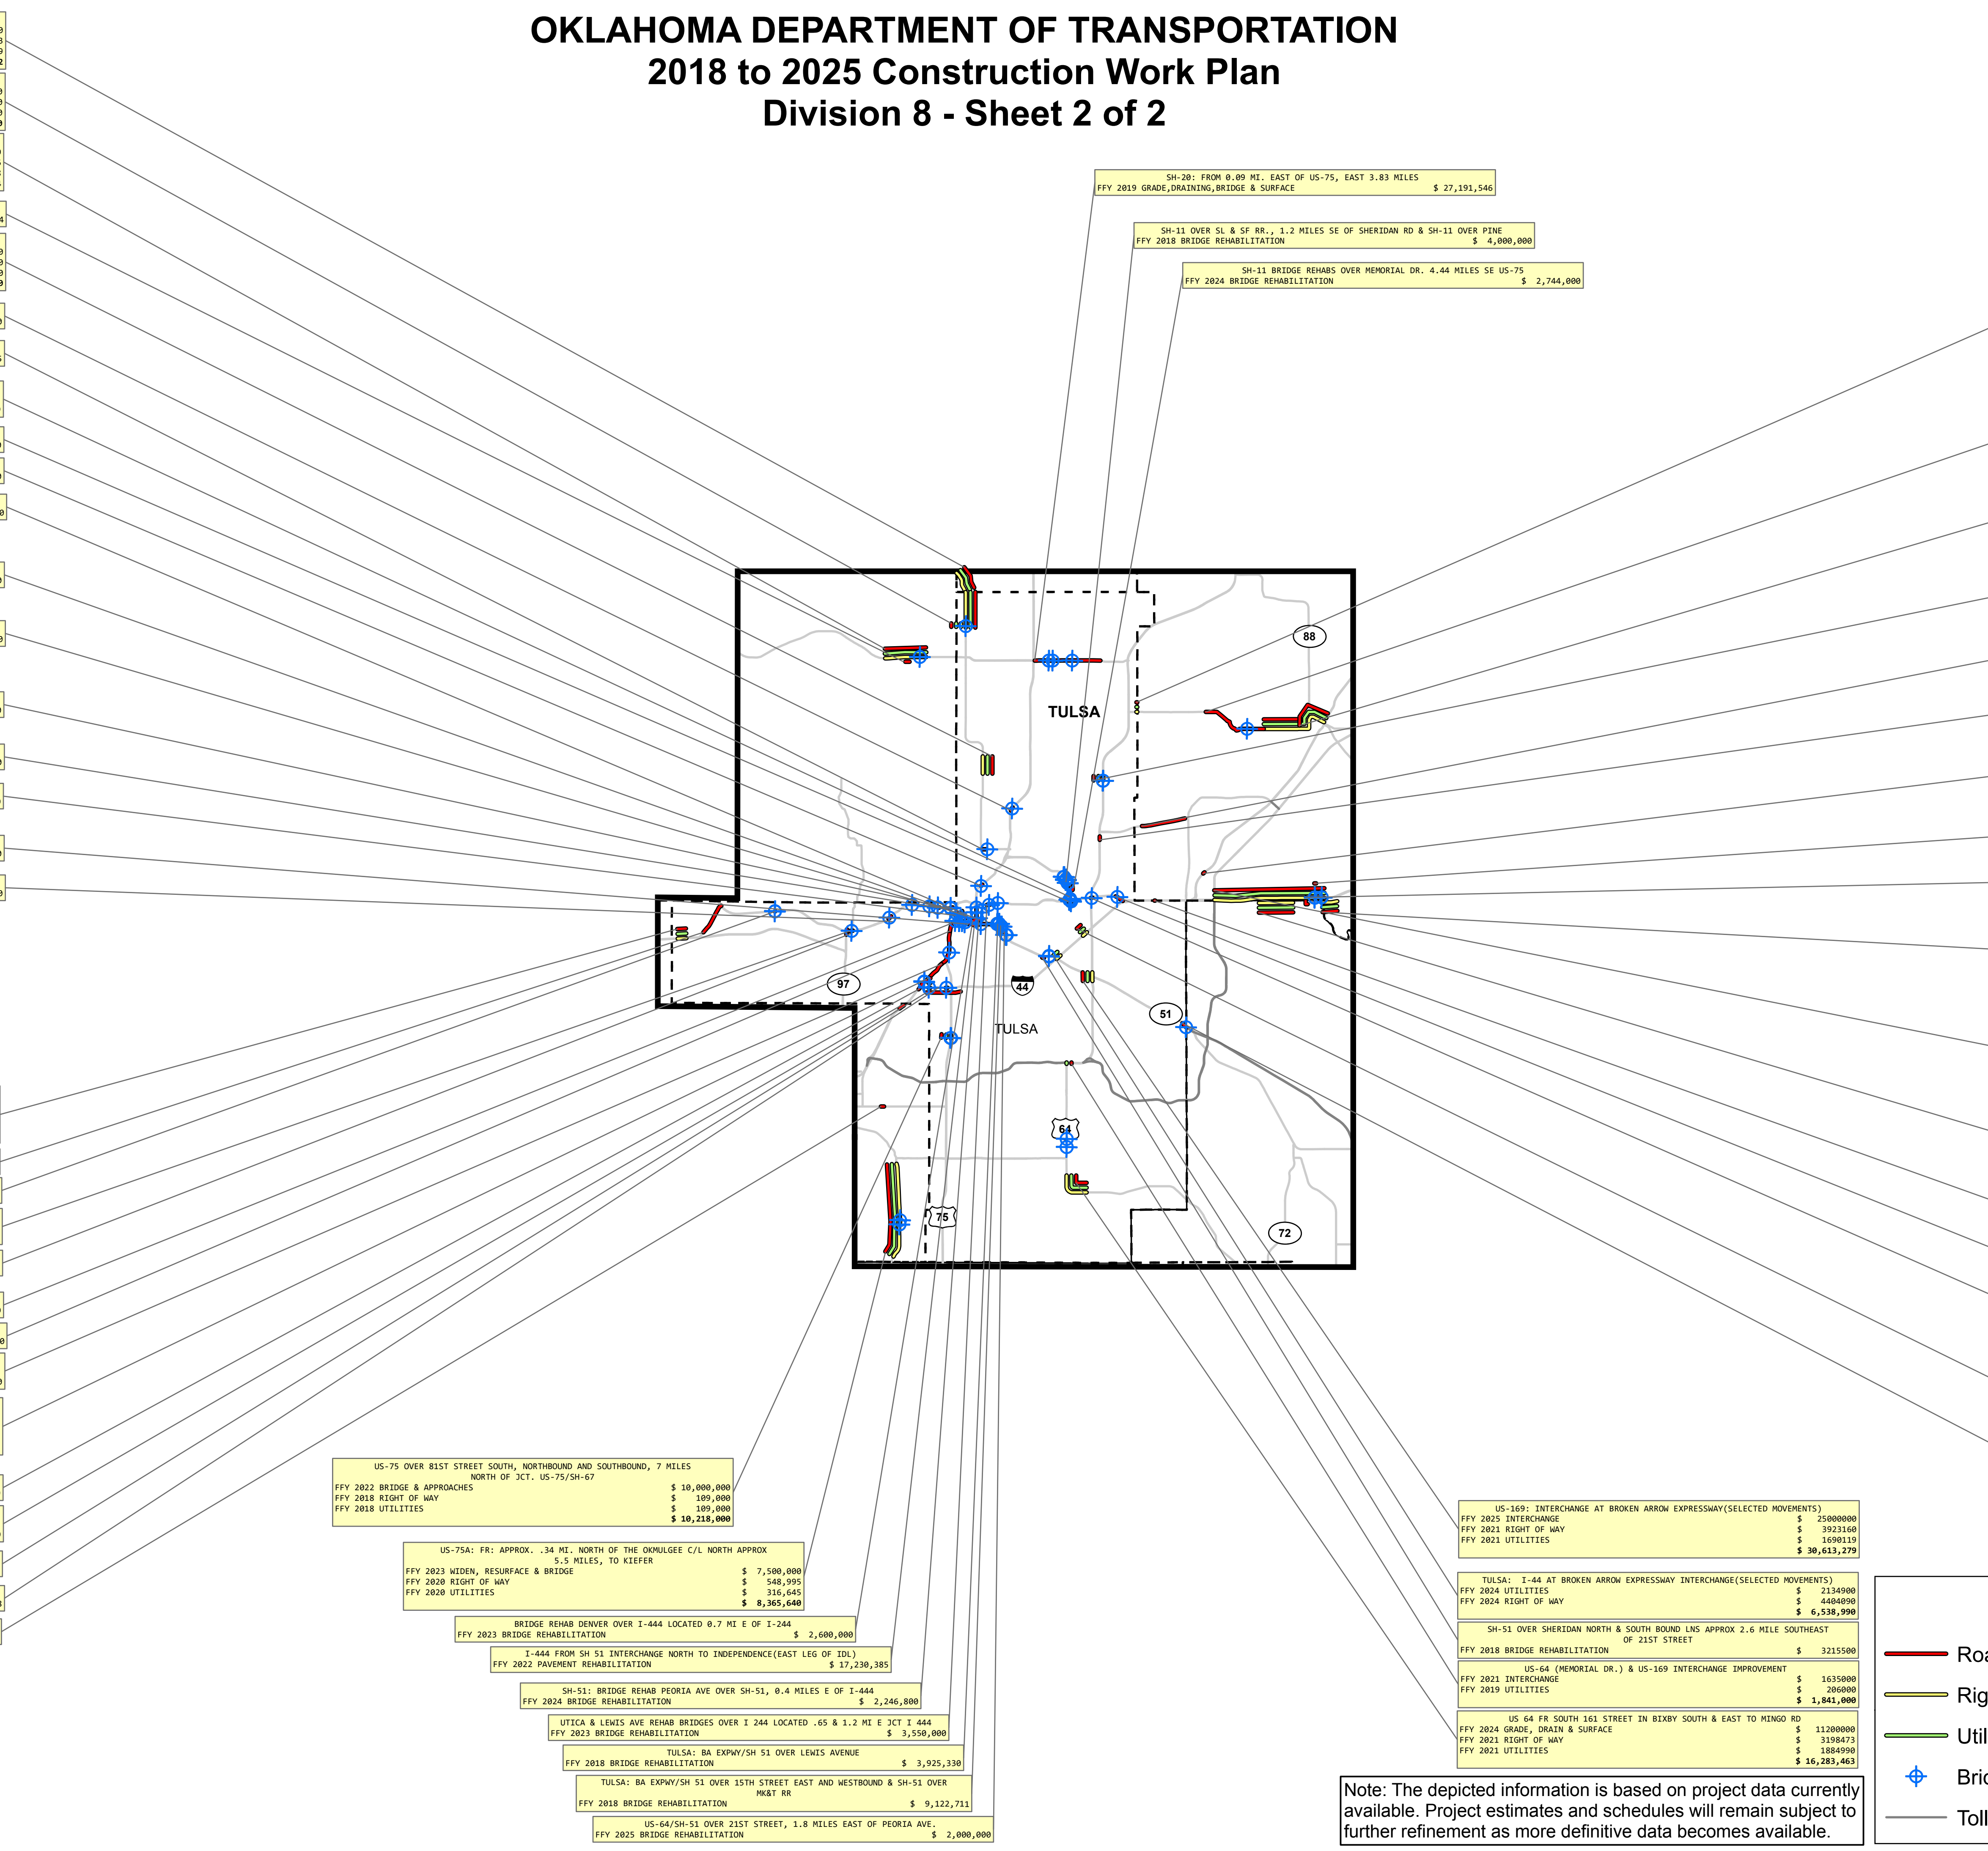 OKLAHOMA DEPARTMENT OF TRANSPORTATION
2018 to 2025 Construction Work Plan
Division 8 - Sheet 2 of 2
SH-20: FROM 0.09 MI. EAST OF US-75, EAST 3.83 MILES
FFY 2019 GRADE,DRAINING,BRIDGE & SURFACE $ 27,191,546
SH-11 OVER SL & SF RR., 1.2 MILES SE OF SHERIDAN RD & SH-11 OVER PINE
FFY 2018 BRIDGE REHABILITATION $ 4,000,000
SH-11 BRIDGE REHABS OVER MEMORIAL DR. 4.44 MILES SE US-75
FFY 2024 BRIDGE REHABILITATION $ 2,744,000
88
TULSA
97
44
51
TULSA
64
75
72
US-75 OVER 81ST STREET SOUTH, NORTHBOUND AND SOUTHBOUND, 7 MILES
NORTH OF JCT. US-75/SH-67
FFY 2022 BRIDGE & APPROACHES $ 10,000,000
FFY 2018 RIGHT OF WAY $ 109,000
FFY 2018 UTILITIES $ 109,000
$ 10,218,000
US-75A: FR: APPROX. .34 MI. NORTH OF THE OKMULGEE C/L NORTH APPROX
5.5 MILES, TO KIEFER
FFY 2023 WIDEN, RESURFACE & BRIDGE $ 7,500,000
FFY 2020 RIGHT OF WAY $ 548,995
FFY 2020 UTILITIES $ 316,645
$ 8,365,640
BRIDGE REHAB DENVER OVER I-444 LOCATED 0.7 MI E OF I-244
FFY 2023 BRIDGE REHABILITATION $ 2,600,000
I-444 FROM SH 51 INTERCHANGE NORTH TO INDEPENDENCE(EAST LEG OF IDL)
FFY 2022 PAVEMENT REHABILITATION $ 17,230,385
SH-51: BRIDGE REHAB PEORIA AVE OVER SH-51, 0.4 MILES E OF I-444
FFY 2024 BRIDGE REHABILITATION $ 2,246,800
UTICA & LEWIS AVE REHAB BRIDGES OVER I 244 LOCATED .65 & 1.2 MI E JCT I 444
FFY 2023 BRIDGE REHABILITATION $ 3,550,000
TULSA: BA EXPWY/SH 51 OVER LEWIS AVENUE
FFY 2018 BRIDGE REHABILITATION $ 3,925,330
TULSA: BA EXPWY/SH 51 OVER 15TH STREET EAST AND WESTBOUND & SH-51 OVER
MK&T RR
FFY 2018 BRIDGE REHABILITATION $ 9,122,711
US-64/SH-51 OVER 21ST STREET, 1.8 MILES EAST OF PEORIA AVE.
FFY 2025 BRIDGE REHABILITATION $ 2,000,000
US-169: INTERCHANGE AT BROKEN ARROW EXPRESSWAY(SELECTED MOVEMENTS)
FFY 2025 INTERCHANGE $ 25000000
FFY 2021 RIGHT OF WAY $ 3923160
FFY 2021 UTILITIES $ 1690119
$ 30,613,279
TULSA: I-44 AT BROKEN ARROW EXPRESSWAY INTERCHANGE(SELECTED MOVEMENTS)
FFY 2024 UTILITIES $ 2134900
FFY 2024 RIGHT OF WAY $ 4404090
$ 6,538,990
SH-51 OVER SHERIDAN NORTH & SOUTH BOUND LNS APPROX 2.6 MILE SOUTHEAST
OF 21ST STREET
FFY 2018 BRIDGE REHABILITATION $ 3215500
US-64 (MEMORIAL DR.) & US-169 INTERCHANGE IMPROVEMENT
FFY 2021 INTERCHANGE $ 1635000
FFY 2019 UTILITIES $ 206000
$ 1,841,000
US 64 FR SOUTH 161 STREET IN BIXBY SOUTH & EAST TO MINGO RD
FFY 2024 GRADE, DRAIN & SURFACE $ 11200000
FFY 2021 RIGHT OF WAY $ 3198473
FFY 2021 UTILITIES $ 1884990
$ 16,283,463
Note: The depicted information is based on project data currently
available. Project estimates and schedules will remain subject to
further refinement as more definitive data becomes available.
Roa
Rig
Util
Brid
Toll